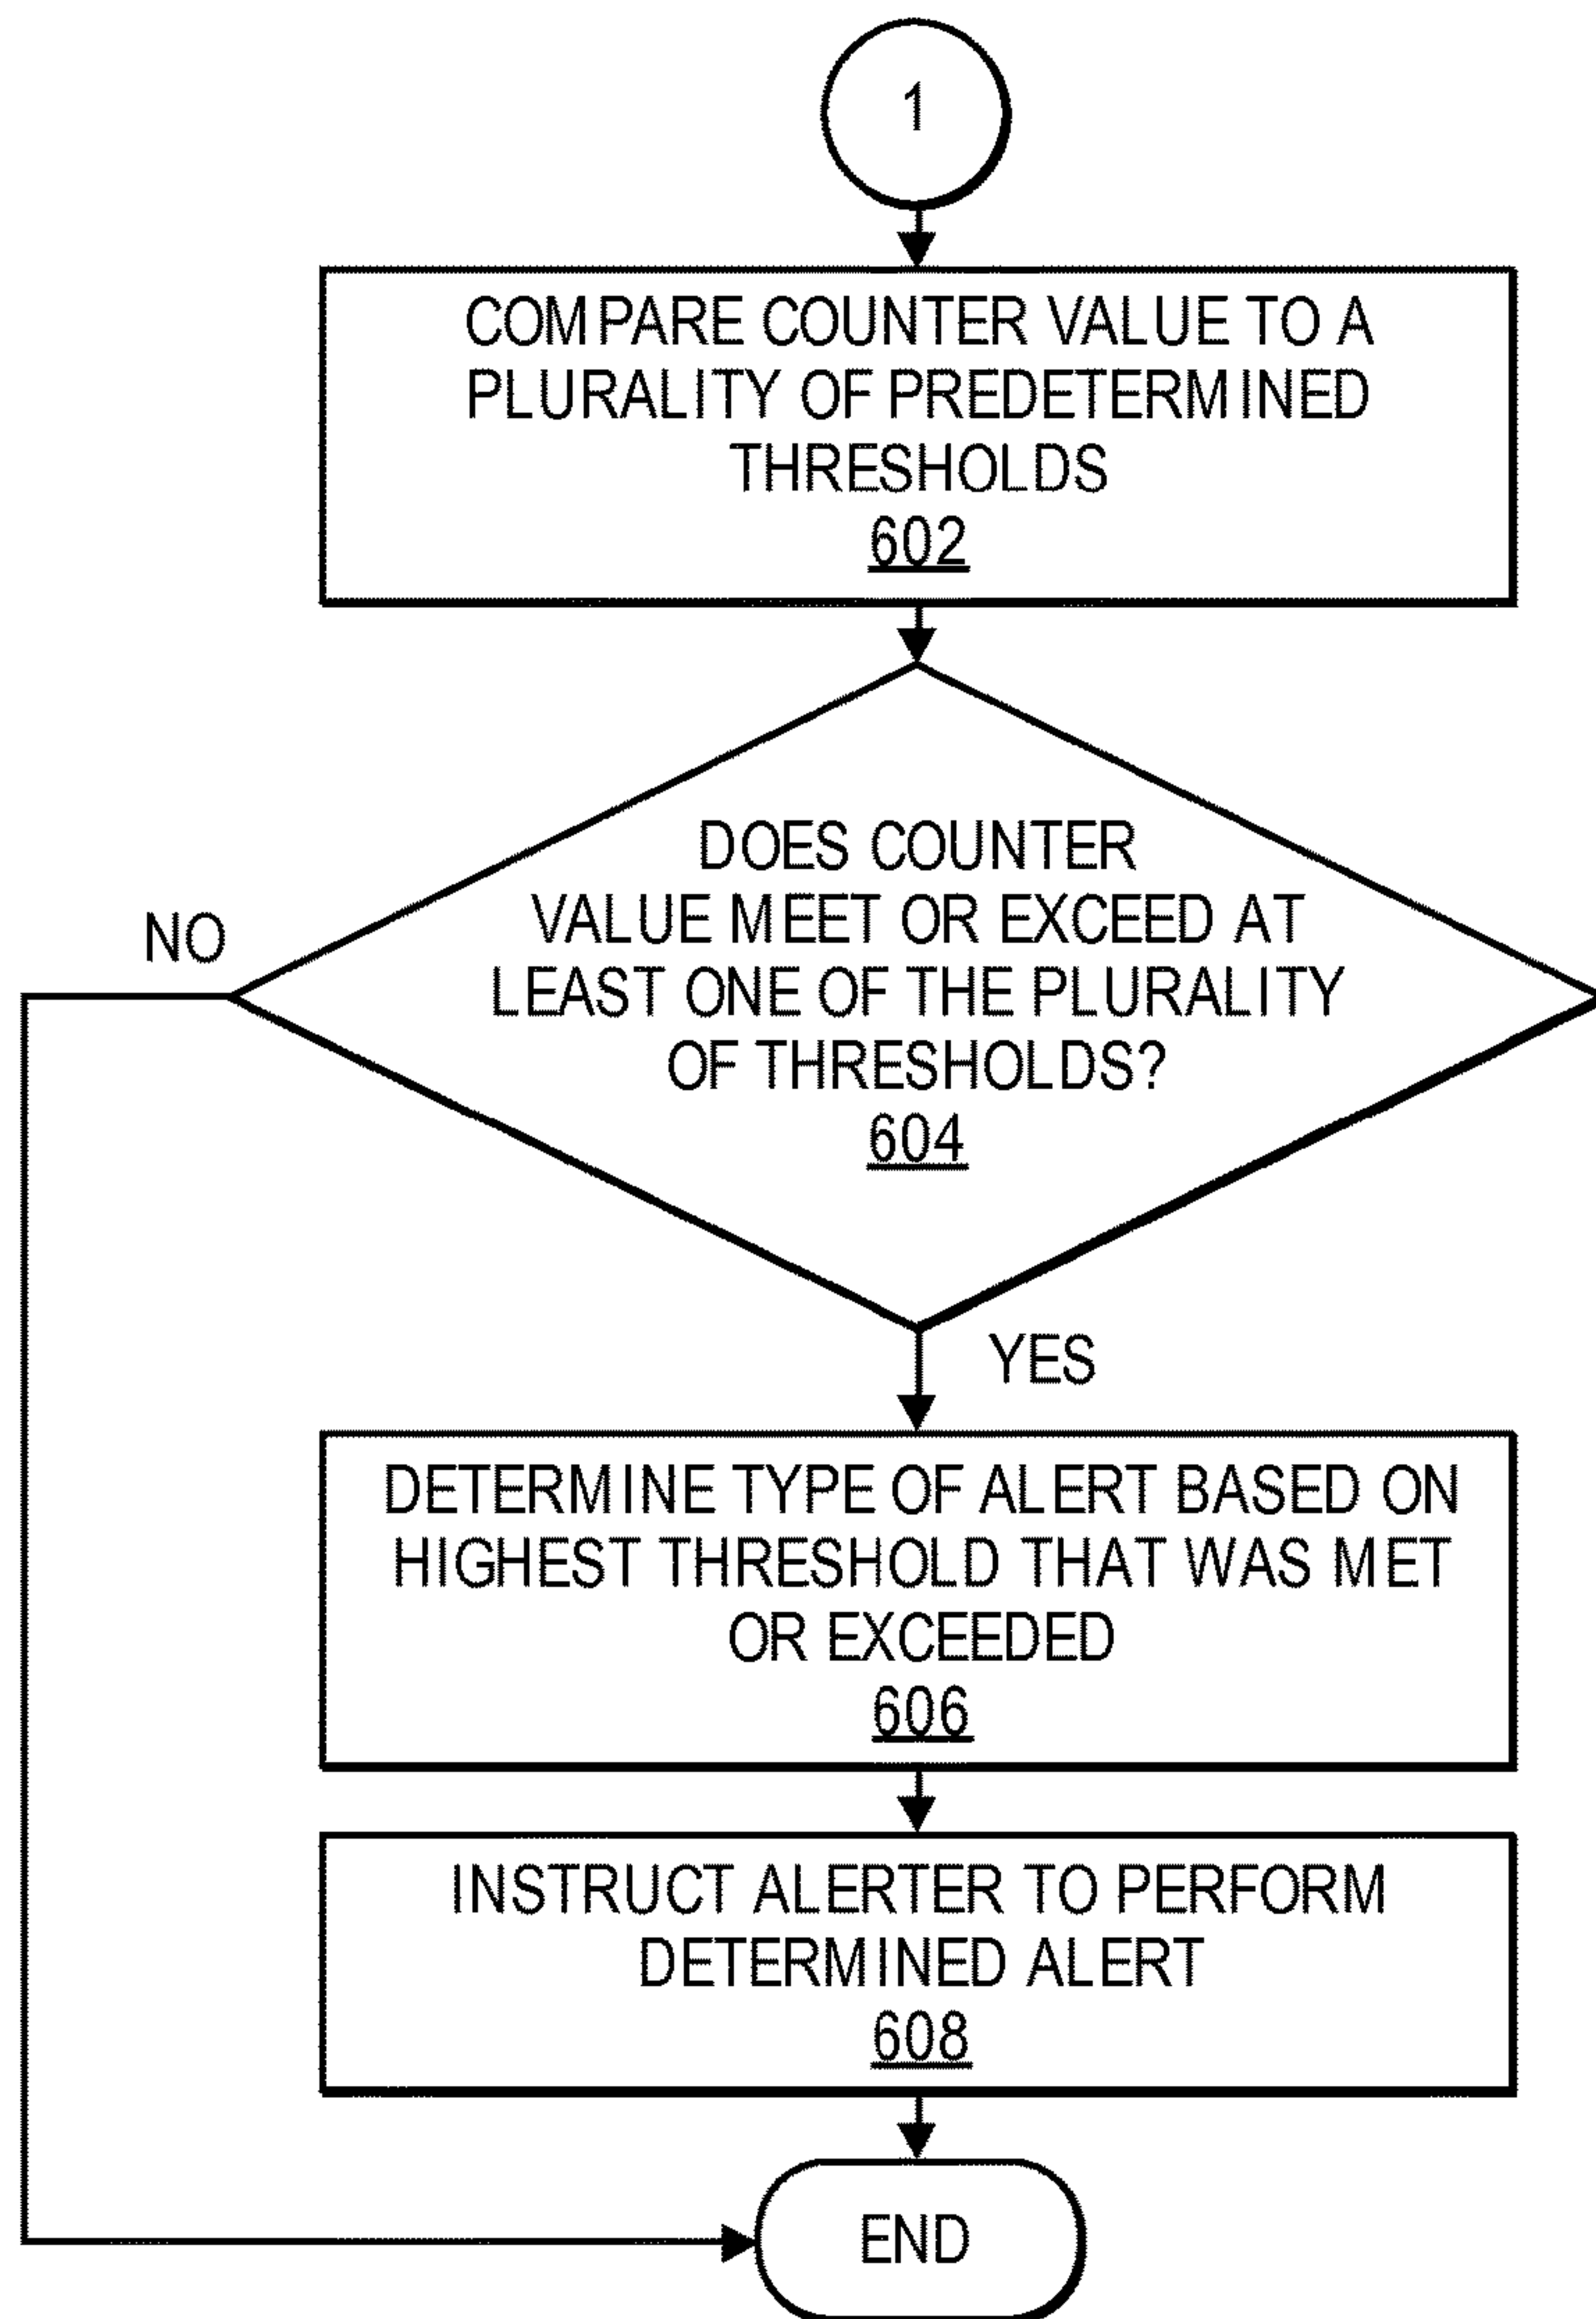 1
COMPARE COUNTER VALUE TO A
PLURALITY OF PREDETERMINED
THRESHOLDS
602
DOES COUNTER
VALUE MEET OR EXCEED AT
LEAST ONE OF THE PLURALITY
OF THRESHOLDS?
604
NO
YES
DETERMINE TYPE OF ALERT BASED ON
HIGHEST THRESHOLD THAT WAS MET
OR EXCEEDED
606
INSTRUCT ALERTER TO PERFORM
DETERMINED ALERT
608
END